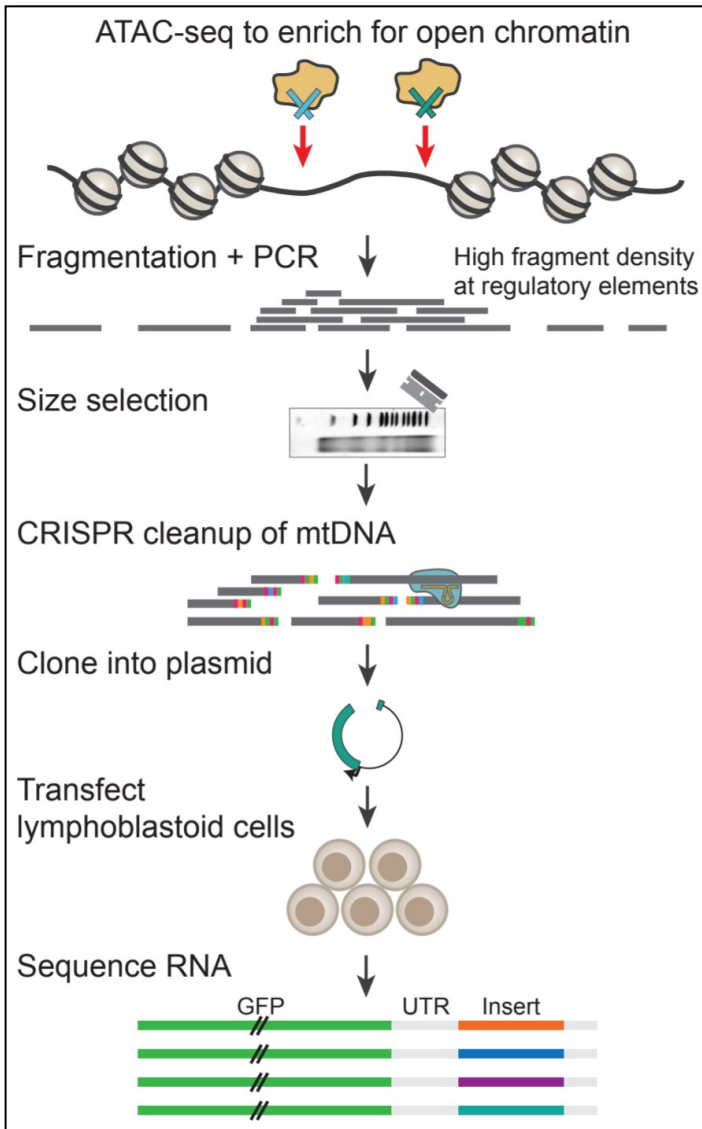 ATAC-seq to enrich for open chromatin
Fragmentation + PCR
High fragment density
at regulatory elements
Size selection
CRISPR cleanup of mtDNA
Clone into plasmid
Transfect
lymphoblastoid cells
Sequence RNA
GFP UTR Insert